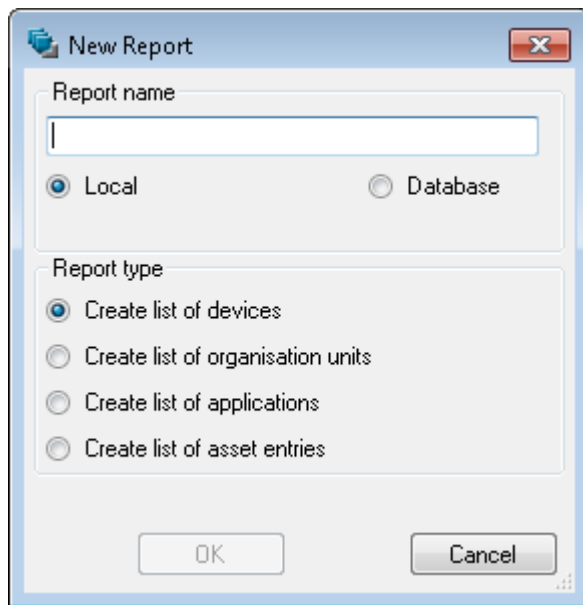 New Report
Report name
Local Database
Report type
Create list of devices
Create list of organisation units
Create list of applications
Create list of asset entries
OK Cancel